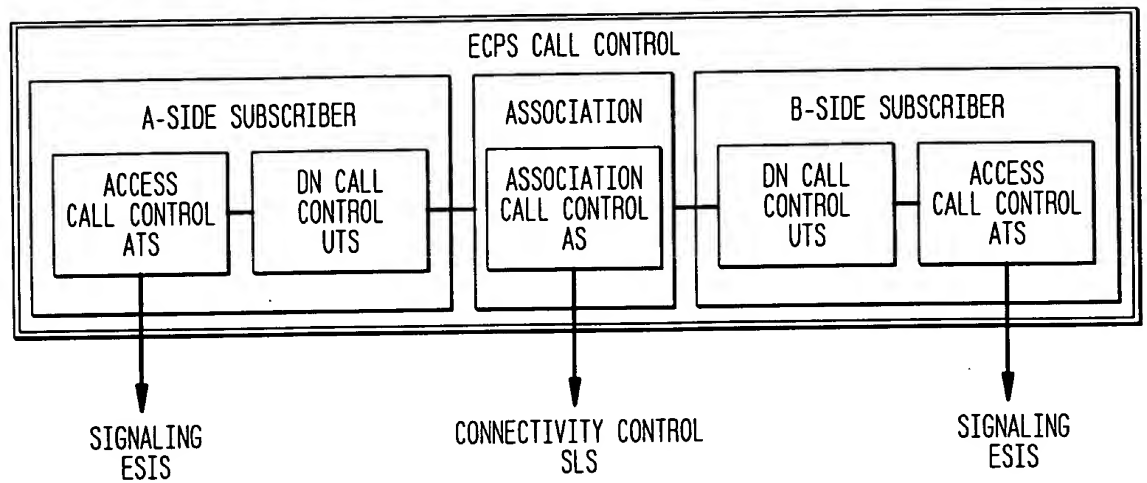 ECPS CALL CONTROL
A-SIDE SUBSCRIBER
ACCESS
CALL CONTROL
ATS
DN CALL
CONTROL
UTS
ASSOCIATION
ASSOCIATION
CALL CONTROL
AS
B-SIDE SUBSCRIBER
DN CALL
CONTROL
UTS
ACCESS
CALL CONTROL
ATS
SIGNALING
ESIS
CONNECTIVITY CONTROL
SLS
SIGNALING
ESIS